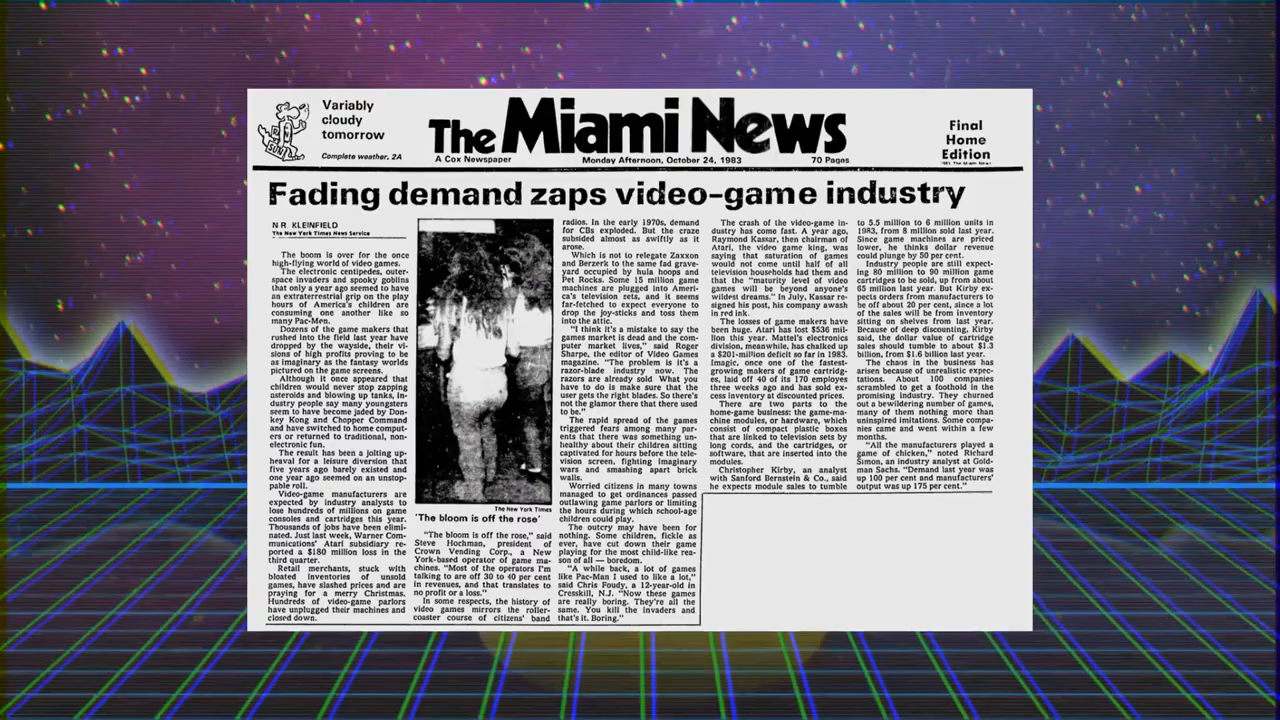 Variably
cloudy
tomorrow
Complete weather, 2A
The Miami News
A Cox Newspaper
Monday Afternoon, October 24, 1983
70 Pages
Final
Home
Edition
Fading demand zaps video-game industry
N.R. KLEINFIELD
The New York Times News Service
The boom is over for the once
high-flying world of video games.
The electronic centipedes, outer-
space invaders and spooky goblins
that only a year ago seemed to have
an extraterrestrial grip on the play
hours of America's children are
consuming one another like so
many Pac-Men.
Dozens of the game makers that
rushed into the field last year have
dropped by the wayside, their vi-
sions of high profits proving to be
as imaginary as the fantasy worlds
pictured on the game screens.
Although it once appeared that
children would never stop zapping
asteroids and blowing up tanks, in-
dustry people say many youngsters
seem to have become jaded by Don-
key Kong and Chopper Command
and have switched to home comput-
ers or returned to traditional, non-
electronic fun.
The result has been a jolting up-
heaval for a leisure diversion that
five years ago barely existed and
one year ago seemed on an unstop-
pable roll.
Video-game manufacturers are
expected by industry analysts to
lose hundreds of millions on game
consoles and cartridges this year.
Thousands of jobs have been elimi-
nated. Just last week, Warner Com-
munications' Atari subsidiary re-
ported a $180 million loss in the
third quarter.
Retail merchants, stuck with
bloated inventories of unsold
games, have slashed prices and are
praying for a merry Christmas.
Hundreds of video-game parlors
have unplugged their machines and
closed down.
The New York Times
'The bloom is off the rose'
"The bloom is off the rose," said
Steve Hochman, president of
Crown Vending Corp., a New
York-based operator of game ma-
chines. "Most of the operators I'm
talking to are off 30 to 40 per cent
in revenues, and that translates to
no profit or a loss."
In some respects, the history of
video games mirrors the roller-
coaster course of citizens' band
radios. In the early 1970s, demand
for CBs exploded. But the craze
subsided almost as swiftly as it
arose.
Which is not to relegate Zaxxon
and Berzerk to the same fad grave-
yard occupied by hula hoops and
Pet Rocks. Some 15 million game
machines are plugged into Ameri-
ca's television sets, and it seems
far-fetched to expect everyone to
drop the joy-sticks and toss them
into the attic.
"I think it's a mistake to say the
games market is dead and the com-
puter market lives," said Roger
Sharpe, the editor of Video Games
magazine. "The problem is it's a
razor-blade industry now. The
razors are already sold. What you
have to do is make sure that the
user gets the right blades. So there's
not the glamor there that there used
to be."
The rapid spread of the games
triggered fears among many par-
ents that there was something un-
healthy about their children sitting
captivated for hours before the tele-
vision screen, fighting imaginary
wars and smashing apart brick
walls.
Worried citizens in many towns
managed to get ordinances passed
outlawing game parlors or limiting
the hours during which school-age
children could play.
The outcry may have been for
nothing. Some children, fickle as
ever, have cut down their game
playing for the most child-like rea-
son of all — boredom.
"A while back, a lot of games
like Pac-Man I used to like a lot,"
said Chris Foudy, a 12-year-old in
Cresskill, N.J. "Now these games
are really boring. They're all the
same. You kill the invaders and
that's it. Boring."
The crash of the video-game in-
dustry has come fast. A year ago,
Raymond Kassar, then chairman of
Atari, the video game king, was
saying that saturation of games
would not come until half of all
television households had them and
that the "maturity level of video
games will be beyond anyone's
wildest dreams." In July, Kassar re-
signed his post, his company awash
in red ink.
The losses of game makers have
been huge. Atari has lost $536 mil-
lion this year. Mattel's electronics
division, meanwhile, has chalked up
a $201-million deficit so far in 1983.
Imagic, once one of the fastest-
growing makers of game cartridg-
es, laid off 40 of its 170 employes
three weeks ago and has sold ex-
cess inventory at discounted prices.
There are two parts to the
home-game business: the game-ma-
chine modules, or hardware, which
consist of compact plastic boxes
that are linked to television sets by
long cords, and the cartridges, or
software, that are inserted into the
modules.
Christopher Kirby, an analyst
with Sanford Bernstein & Co., said
he expects module sales to tumble
to 5.5 million to 6 million units in
1983, from 8 million sold last year.
Since game machines are priced
lower, he thinks dollar revenue
could plunge by 50 per cent.
Industry people are still expect-
ing 80 million to 90 million game
cartridges to be sold, up from about
65 million last year. But Kirby ex-
pects orders from manufacturers to
be off about 20 per cent, since a lot
of the sales will be from inventory
sitting on shelves from last year.
Because of deep discounting, Kirby
said, the dollar value of cartridge
sales should tumble to about $1.3
billion, from $1.6 billion last year.
The chaos in the business has
arisen because of unrealistic expec-
tations. About 100 companies
scrambled to get a foothold in the
promising industry. They churned
out a bewildering number of games,
many of them nothing more than
uninspired imitations. Some compa-
nies came and went within a few
months.
"All the manufacturers played a
game of chicken," noted Richard
Simon, an industry analyst at Gold-
man Sachs. "Demand last year was
up 100 per cent and manufacturers'
output was up 175 per cent."